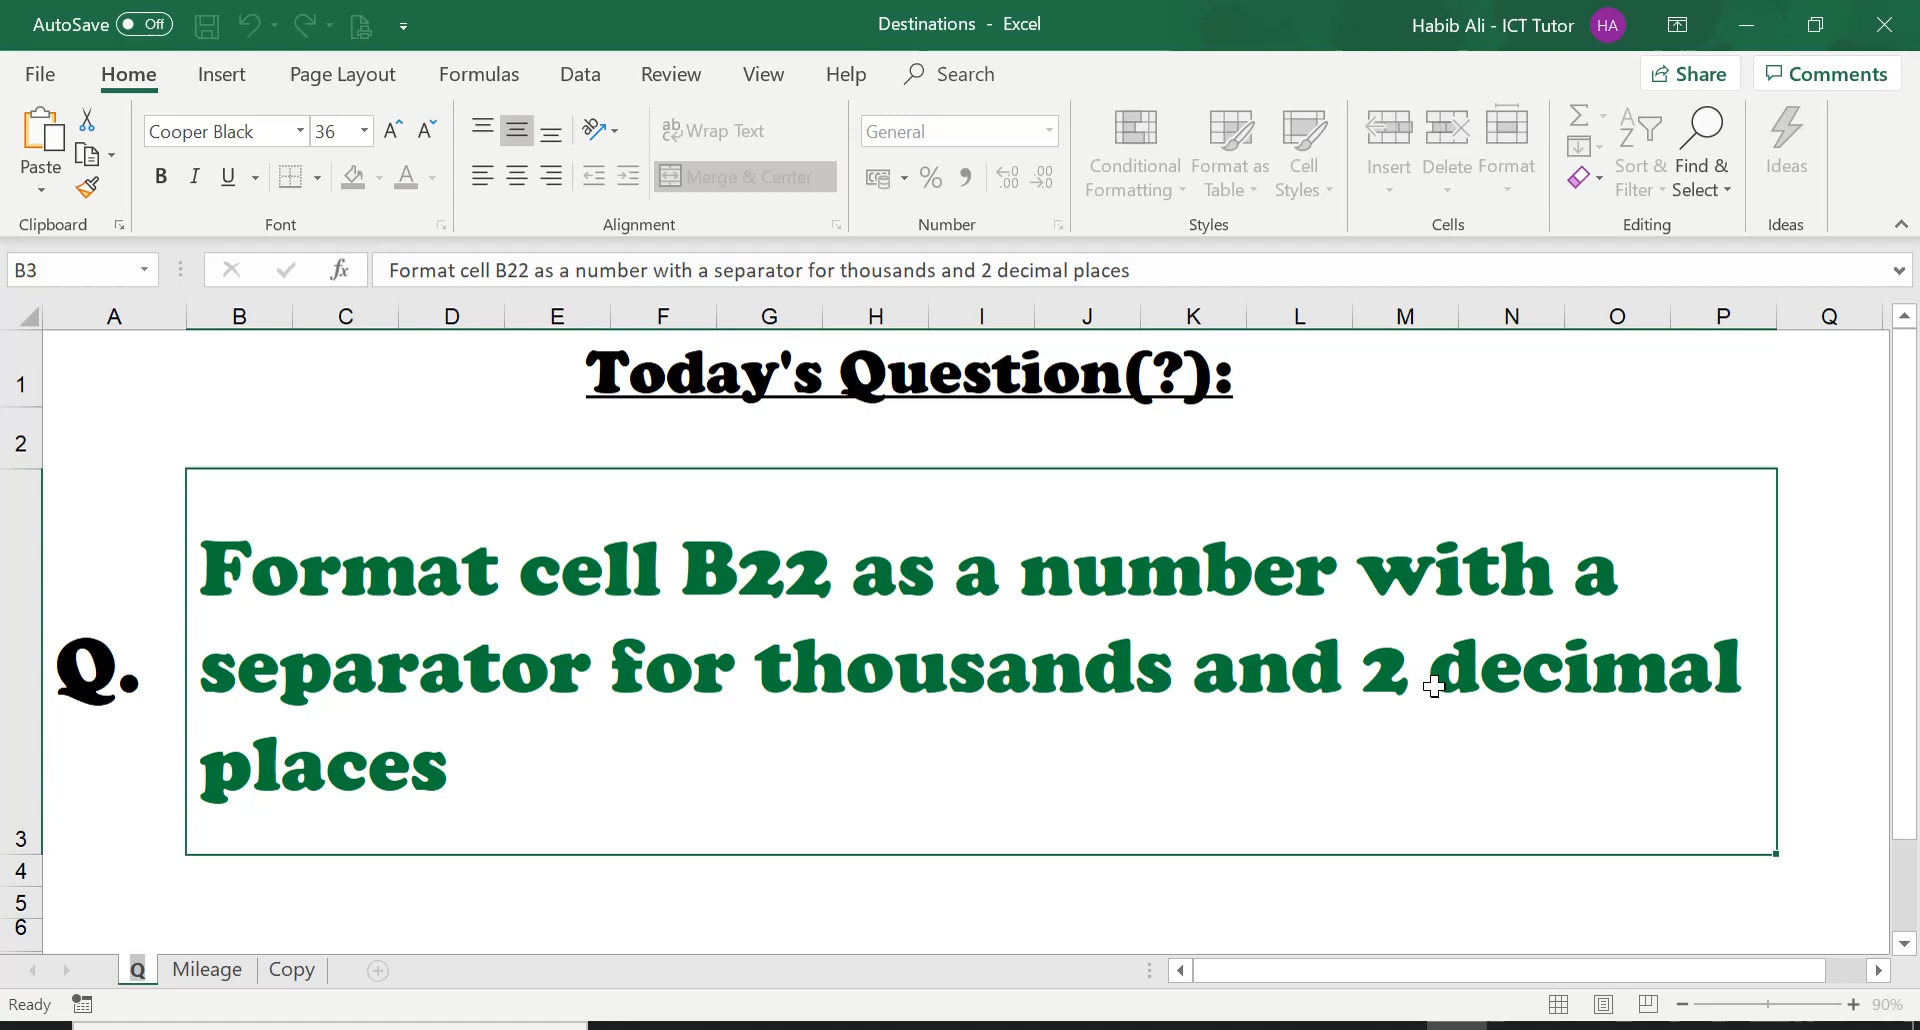 AutoSave Off Destinations - Excel Habib Ali - ICT Tutor HA
File Home Insert Page Layout Formulas Data Review View Help Search Share Comments
Cooper Black 36 A A ab Wrap Text General
Paste B I U A Merge & Center % Conditional Formatting Format as Table Cell Styles Insert Delete Format Sort & Filter Find & Select Ideas
Clipboard Font Alignment Number Styles Cells Editing Ideas
B3 fx Format cell B22 as a number with a separator for thousands and 2 decimal places
A B C D E F G H I J K L M N O P Q
1 Today's Question(?):
2
Format cell B22 as a number with a
Q. separator for thousands and 2 decimal
places
3
4
5
6
Q Mileage Copy
Ready 90%